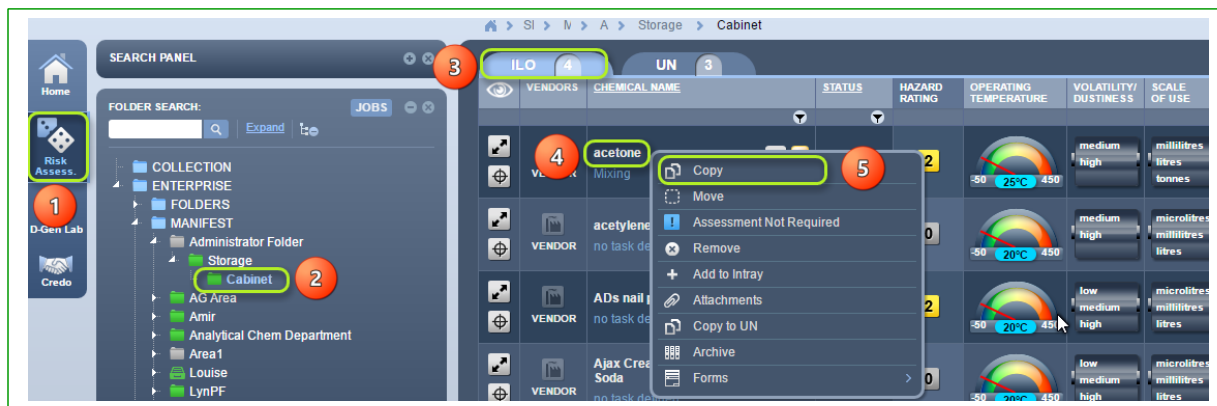 SI > M > A > Storage > Cabinet
SEARCH PANEL
3
ILO 4
UN 3
Home
VENDORS
CHEMICAL NAME
STATUS
HAZARD
RATING
OPERATING
TEMPERATURE
VOLATILITY/
DUSTINESS
SCALE
OF USE
FOLDER SEARCH:
JOBS
Expand
Risk
Assess.
1
D-Gen Lab
Credo
COLLECTION
ENTERPRISE
FOLDERS
MANIFEST
Administrator Folder
Storage
Cabinet
2
AG Area
Amir
Analytical Chem Department
Area1
Louise
LynPF
4
acetone
Mixing
2
-50 25°C 450
medium
high
millilitres
litres
tonnes
5
Copy
Move
Assessment Not Required
Remove
Add to Intray
Attachments
Copy to UN
Archive
Forms
VENDOR
acetylene
no task de
0
-50 20°C 450
medium
high
microlitres
millilitres
litres
VENDOR
ADs nail
no task de
2
-50 20°C 450
low
medium
high
microlitres
millilitres
litres
VENDOR
Ajax Crea
Soda
no task defined
0
-50 20°C 450
low
medium
high
microlitres
millilitres
litres